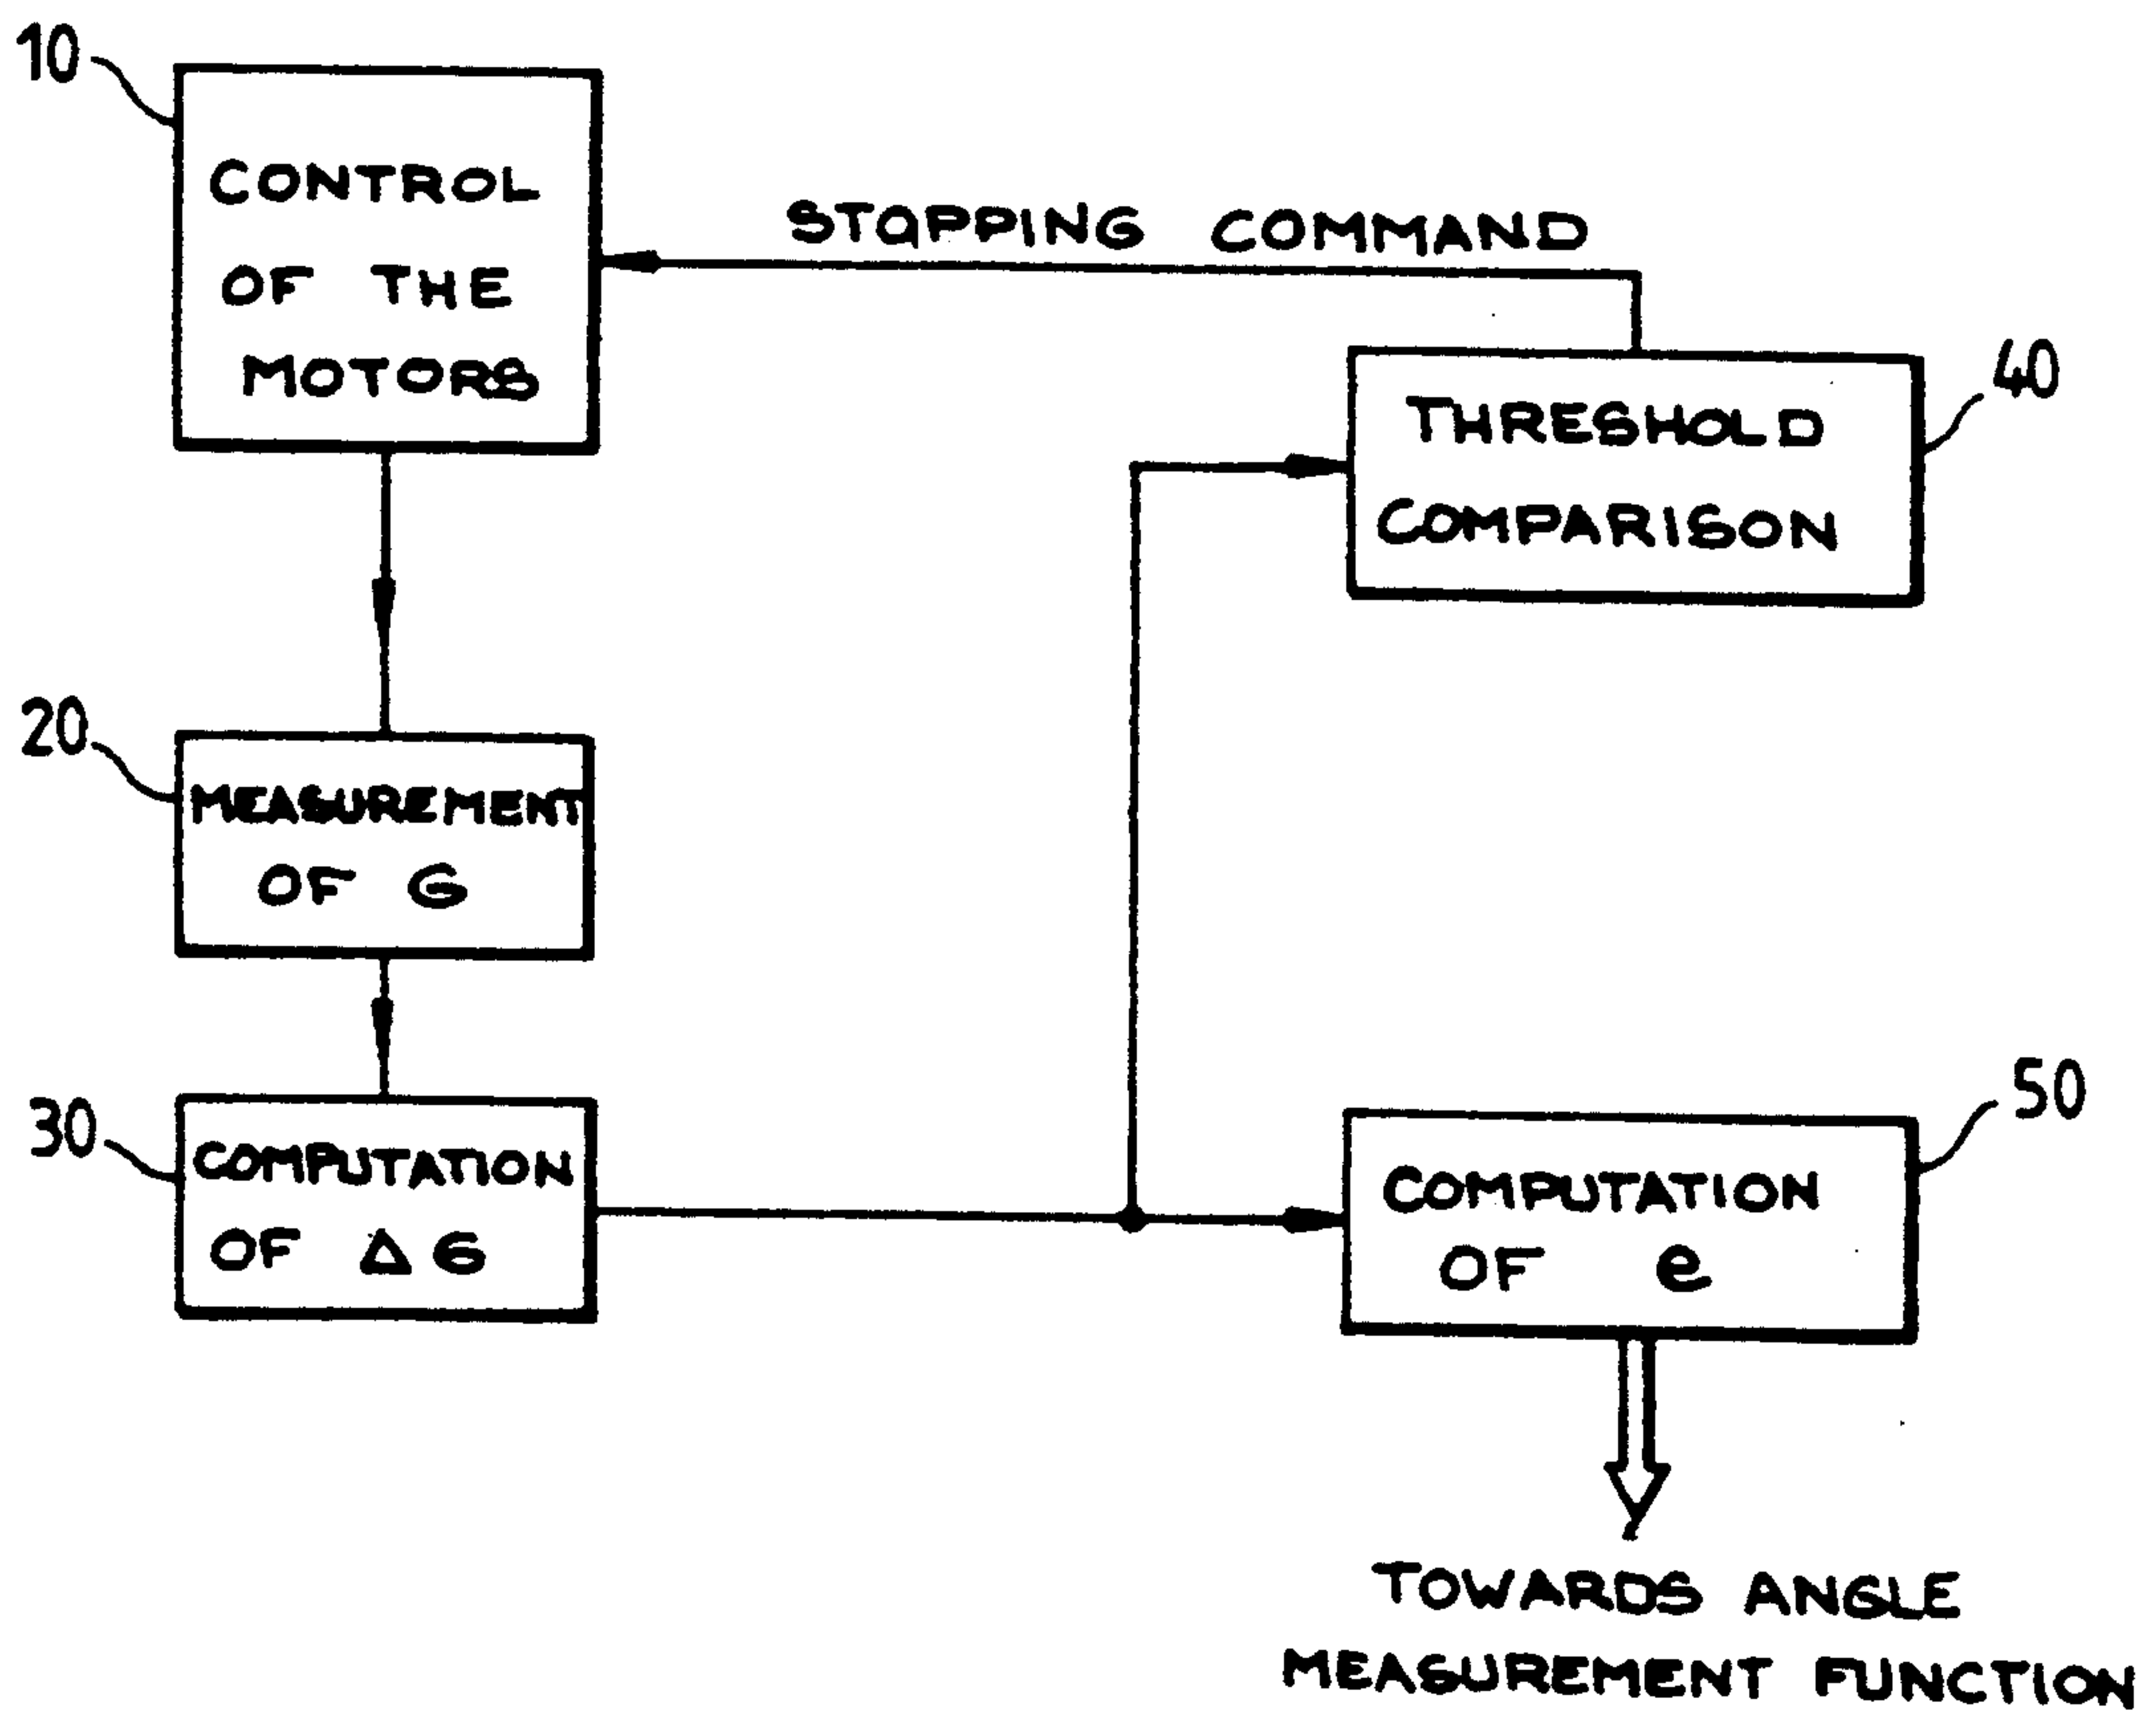 10
CONTROL
OF THE
MOTORS
STOPPING COMMAND
40
THRESHOLD
COMPARISON
20
MEASUREMENT
OF G
30
COMPUTATION
OF Δ G
50
COMPUTATION
OF e
TOWARDS ANGLE
MEASUREMENT FUNCTION